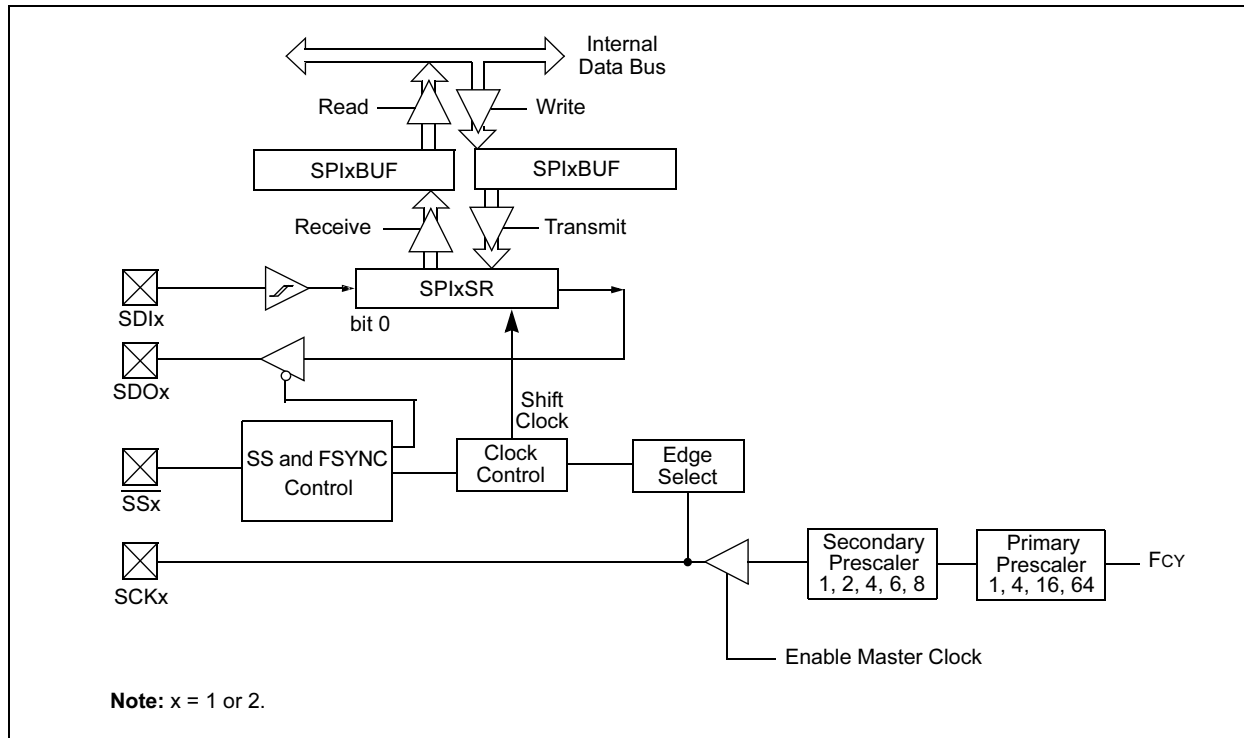 Internal
Data Bus
Read
Write
SPIxBUF
SPIxBUF
Receive
Transmit
SDIx
SPIxSR
bit 0
SDOx
Shift
Clock
SS and FSYNC
Control
Clock
Control
Edge
Select
SSx
SCKx
Secondary
Prescaler
1, 2, 4, 6, 8
Primary
Prescaler
1, 4, 16, 64
FCY
Enable Master Clock
Note: x = 1 or 2.